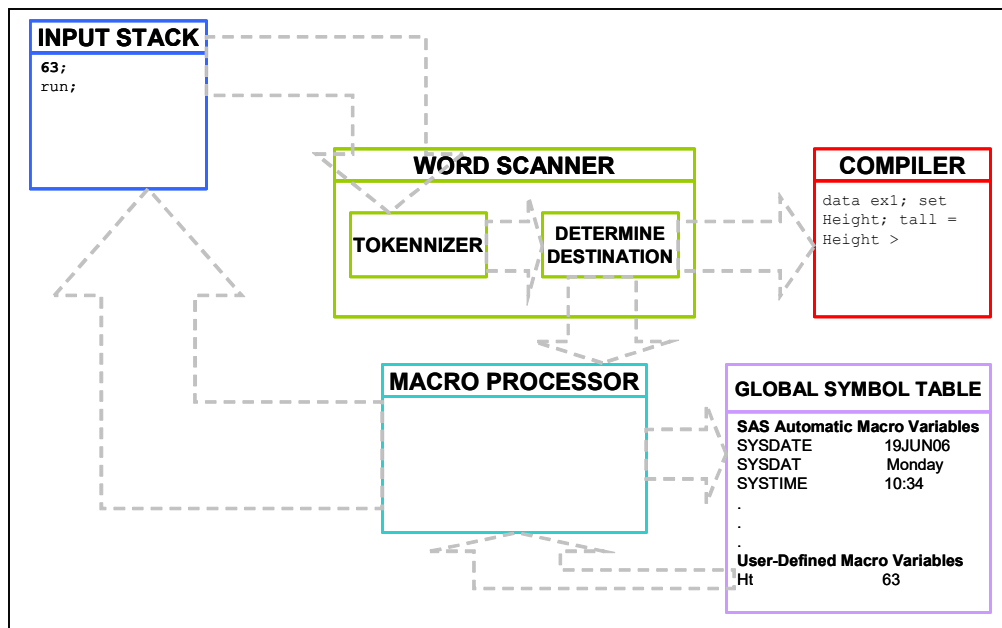 INPUT STACK
63;
run;
WORD SCANNER
TOKENNIZER
DETERMINE
DESTINATION
COMPILER
data ex1; set
Height; tall =
Height >
MACRO PROCESSOR
GLOBAL SYMBOL TABLE
SAS Automatic Macro Variables
SYSDATE 19JUN06
SYSDAT Monday
SYSTIME 10:34
.
.
.
User-Defined Macro Variables
Ht 63